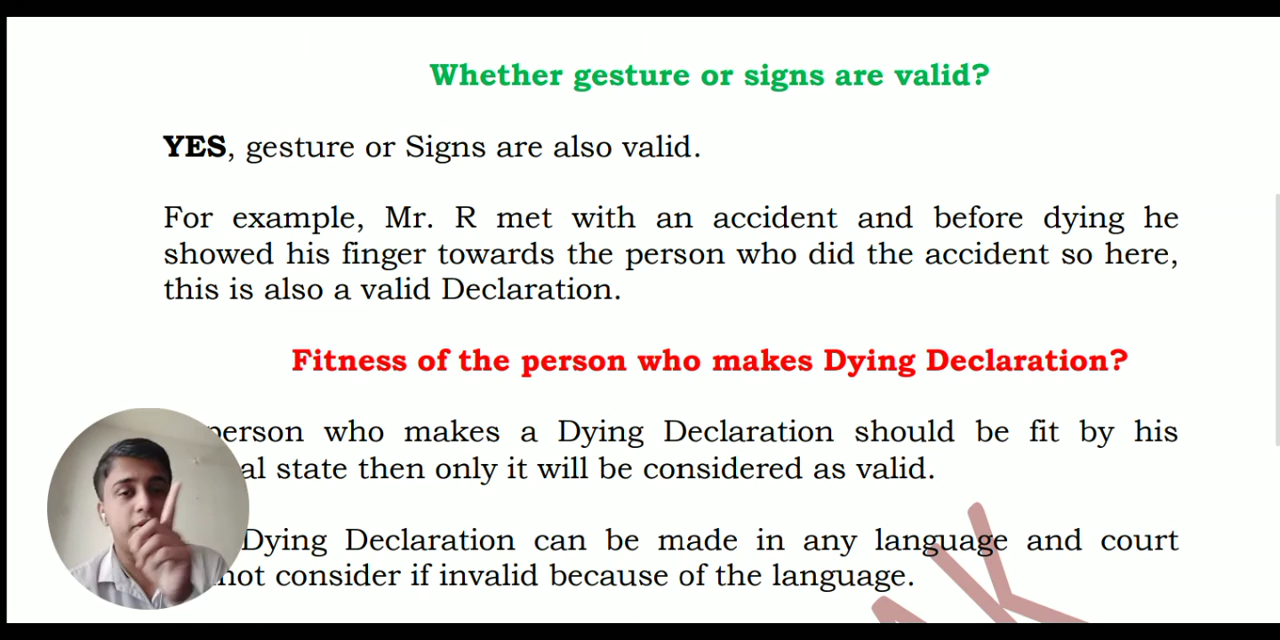 Whether gesture or signs are valid?
YES, gesture or Signs are also valid.
For example, Mr. R met with an accident and before dying he
showed his finger towards the person who did the accident so here,
this is also a valid Declaration.
Fitness of the person who makes Dying Declaration?
person who makes a Dying Declaration should be fit by his
state then only it will be considered as valid.
Dying Declaration can be made in any language and court
not consider if invalid because of the language.